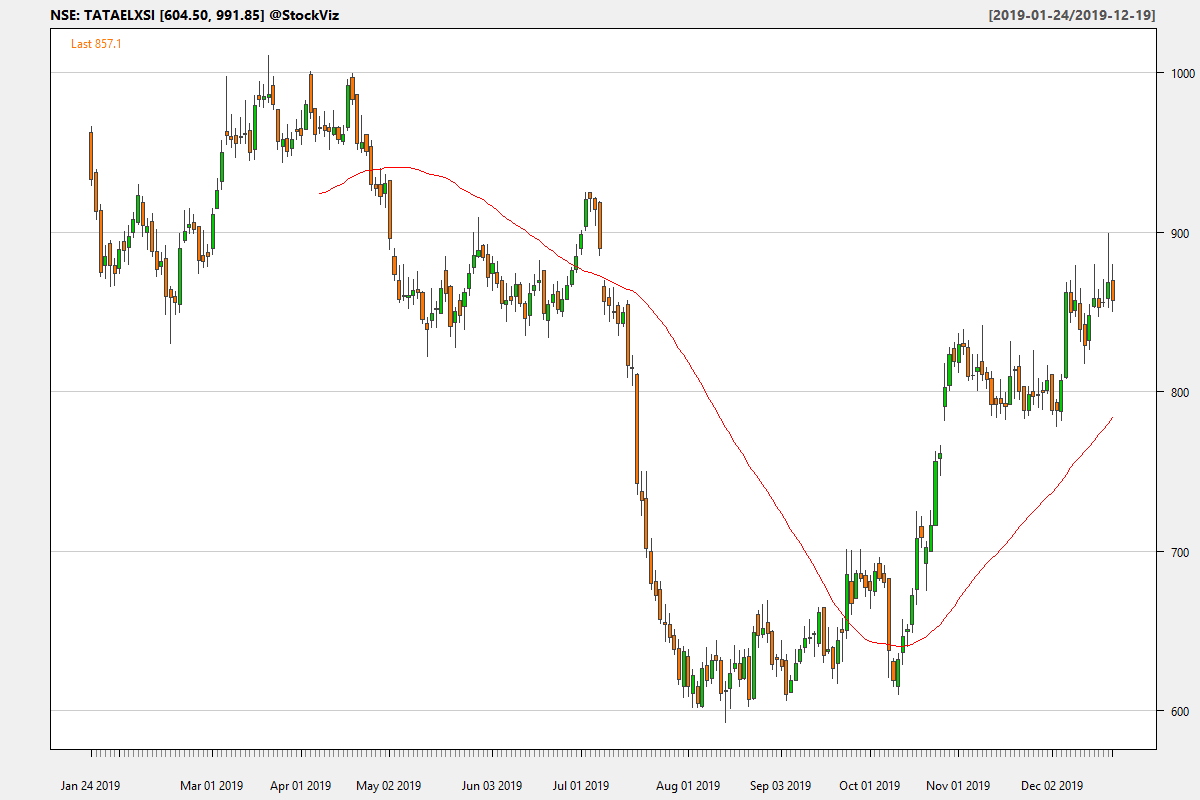 NSE: TATAELXSI [604.50, 991.85] @StockViz
[2019-01-24/2019-12-19]
Last 857.1
1000
900
800
700
600
Jan 24 2019
Mar 01 2019
Apr 01 2019
May 02 2019
Jun 03 2019
Jul 01 2019
Aug 01 2019
Sep 03 2019
Oct 01 2019
Nov 01 2019
Dec 02 2019